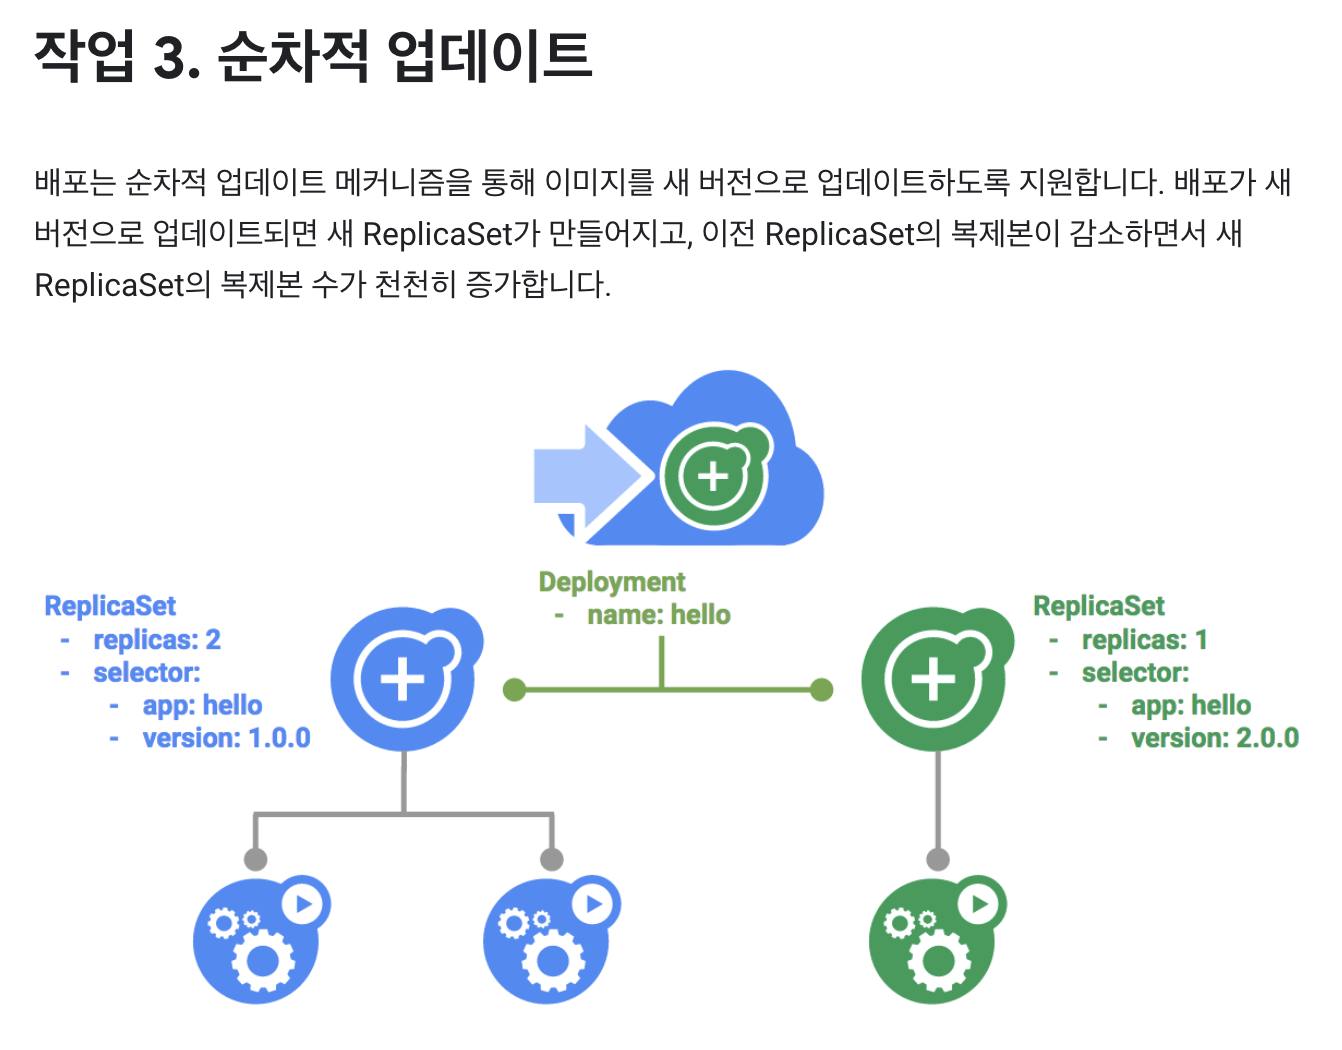 작업 3. 순차적 업데이트
배포는 순차적 업데이트 메커니즘을 통해 이미지를 새 버전으로 업데이트하도록 지원합니다. 배포가 새
버전으로 업데이트되면 새 ReplicaSet가 만들어지고, 이전 ReplicaSet의 복제본이 감소하면서 새
ReplicaSet의 복제본 수가 천천히 증가합니다.
Deployment
- name: hello
ReplicaSet
- replicas: 2
- selector:
- app: hello
- version: 1.0.0
ReplicaSet
- replicas: 1
- selector:
- app: hello
- version: 2.0.0